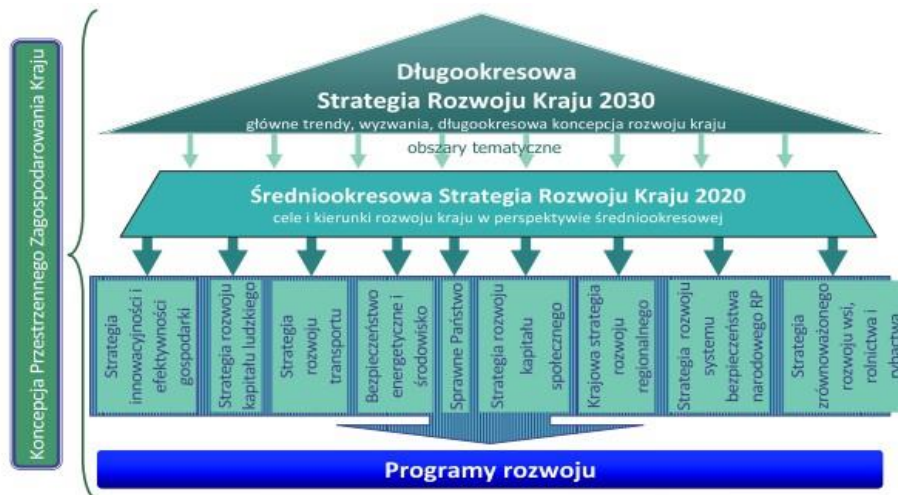 Koncepcja Przestrzennego Zagospodarowania Kraju
Długookresowa
Strategia Rozwoju Kraju 2030
główne trendy, wyzwania, długookresowa koncepcja rozwoju kraju
obszary tematyczne
Średniookresowa Strategia Rozwoju Kraju 2020
cele i kierunki rozwoju kraju w perspektywie średniookresowej
Strategia
innowacyjności i
efektywności
gospodarki
Strategia rozwoju
kapitału ludzkiego
Strategia
rozwoju
transportu
Bezpieczeństwo
energetyczne i
środowisko
Sprawne Państwo
Strategia rozwoju
kapitału
społecznego
Krajowa strategia
rozwoju
regionalnego
Strategia rozwoju
systemu
bezpieczeństwa
narodowego RP
Strategia
zrównoważonego
rozwoju wsi,
rolnictwa i
rybactwa
Programy rozwoju